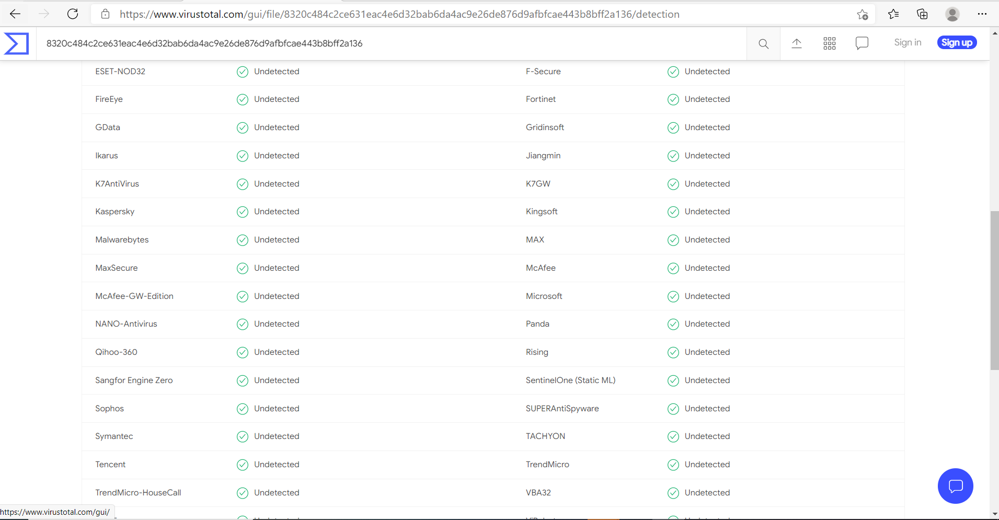 https://www.virustotal.com/gui/file/8320c484c2ce631eac4e6d32bab6da4ac9e26de876d9afbfcae443b8bff2a136/detection
8320c484c2ce631eac4e6d32bab6da4ac9e26de876d9afbfcae443b8bff2a136
Sign in
Sign up
ESET-NOD32 Undetected F-Secure Undetected
FireEye Undetected Fortinet Undetected
GData Undetected Gridinsoft Undetected
Ikarus Undetected Jiangmin Undetected
K7AntiVirus Undetected K7GW Undetected
Kaspersky Undetected Kingsoft Undetected
Malwarebytes Undetected MAX Undetected
MaxSecure Undetected McAfee Undetected
McAfee-GW-Edition Undetected Microsoft Undetected
NANO-Antivirus Undetected Panda Undetected
Qihoo-360 Undetected Rising Undetected
Sangfor Engine Zero Undetected SentinelOne (Static ML) Undetected
Sophos Undetected SUPERAntiSpyware Undetected
Symantec Undetected TACHYON Undetected
Tencent Undetected TrendMicro Undetected
TrendMicro-HouseCall Undetected VBA32 Undetected
https://www.virustotal.com/gui/